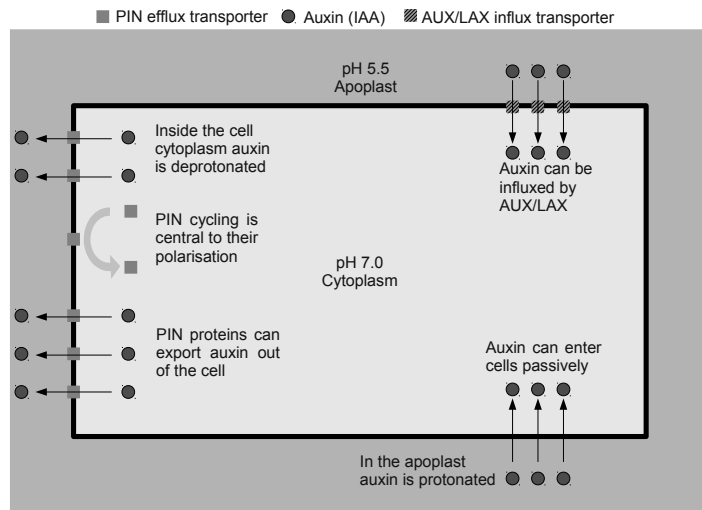 PIN efflux transporter Auxin (IAA) AUX/LAX influx transporter
pH 5.5
Apoplast
Inside the cell
cytoplasm auxin
is deprotonated
Auxin can be
influxed by
AUX/LAX
PIN cycling is
central to their
polarisation
pH 7.0
Cytoplasm
PIN proteins can
export auxin out
of the cell
Auxin can enter
cells passively
In the apoplast
auxin is protonated